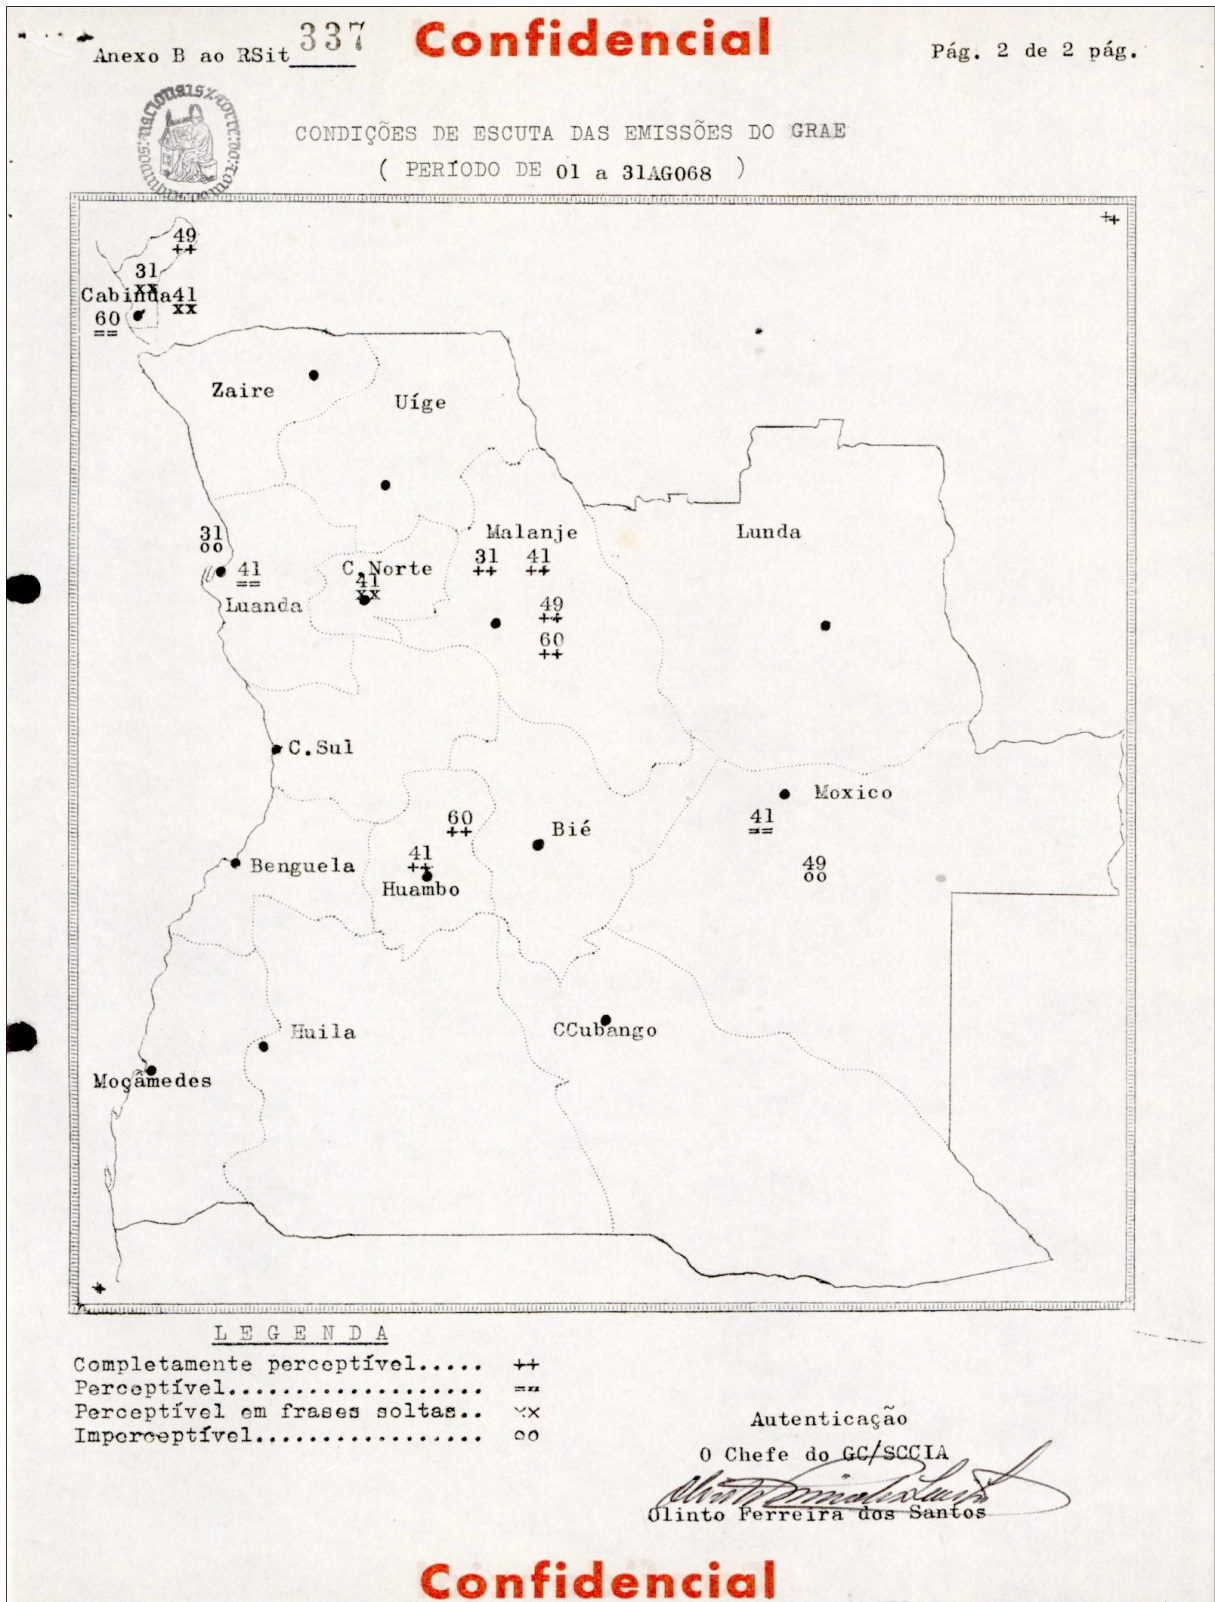 Anexo B ao RSit 337
Confidencial
Pág. 2 de 2 pág.
CONDIÇÕES DE ESCUTA DAS EMISSÕES DO GRAE
( PERÍODO DE 01 a 31AGO68 )
++
49
++
31
xx
Cabinda
41
xx
60
==
Zaire
Uíge
31
oo
41
==
Luanda
C.Norte
41
xx
Malanje
31 41
++ ++
49
++
60
++
Lunda
C.Sul
Moxico
41
==
49
oo
60
++
Bié
41
++
Huambo
Benguela
Huila
CCubango
Moçâmedes
+
LEGENDA
Completamente perceptível..... ++
Perceptível................... ==
Perceptível em frases soltas.. xx
Imperceptível................. oo
Autenticação
O Chefe do GC/SCCIA
Olinto Ferreira dos Santos
Confidencial